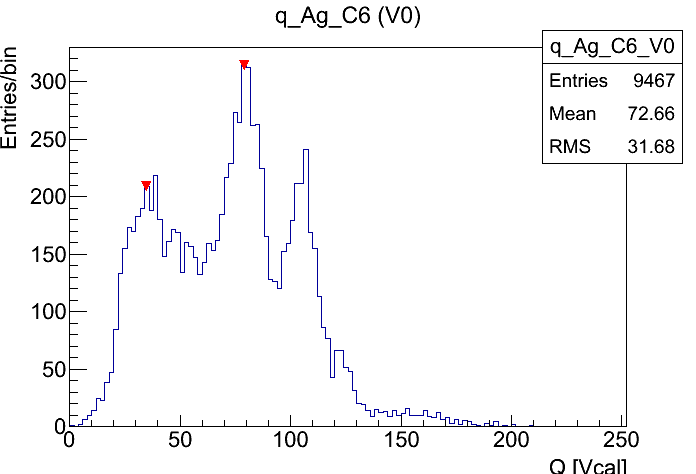 q_Ag_C6 (V0)
q_Ag_C6_V0
Entries 9467
Mean 72.66
RMS 31.68
Entries/bin
300
250
200
150
100
50
0
0 50 100 150 200 250
Q [Vcal]